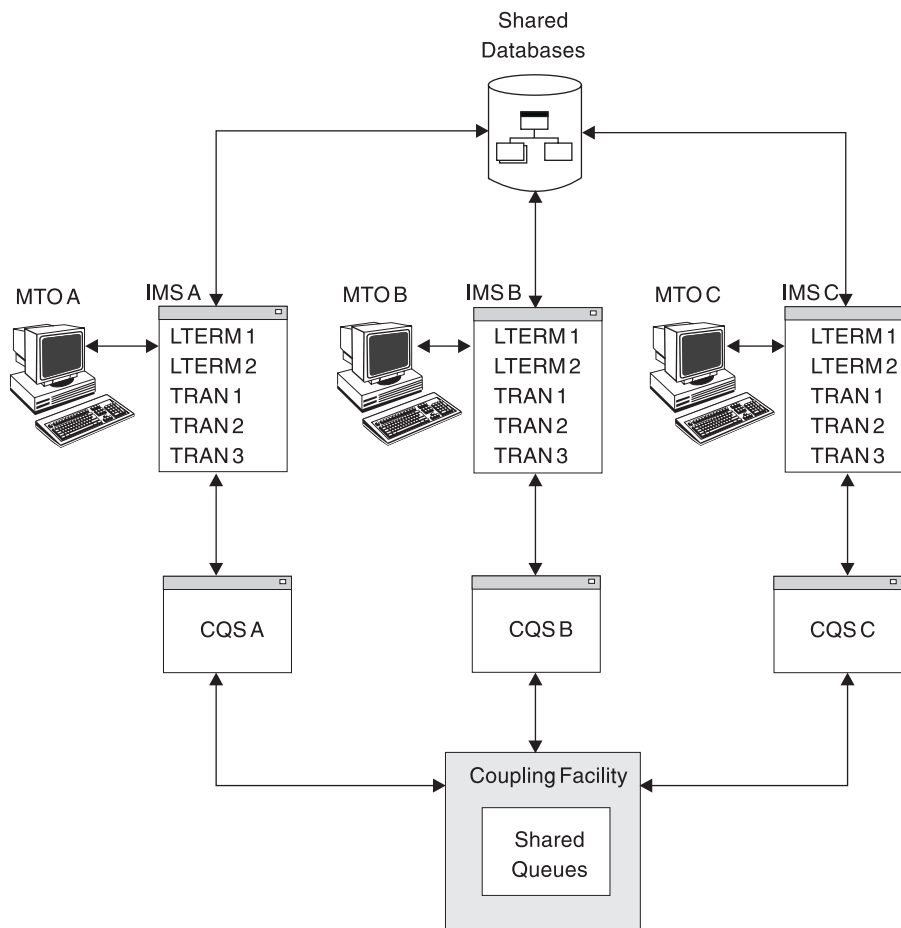 Shared
Databases
MTO A
IMS A
MTO B
IMS B
MTO C
IMS C
LTERM 1
LTERM 2
TRAN 1
TRAN 2
TRAN 3
LTERM 1
LTERM 2
TRAN 1
TRAN 2
TRAN 3
LTERM 1
LTERM 2
TRAN 1
TRAN 2
TRAN 3
CQS A
CQS B
CQS C
Coupling Facility
Shared
Queues